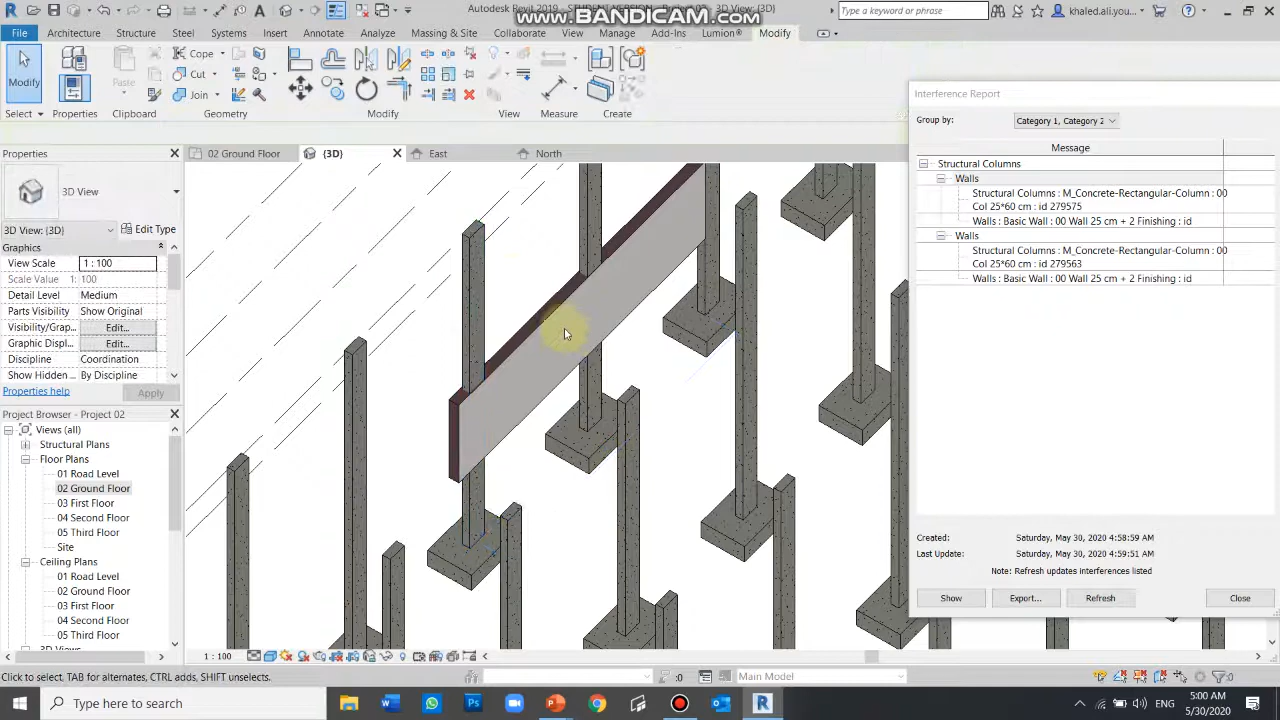 Autodesk Revit
STUDENT VERSION
3D View: {3D}
www.BANDICAM.com
Type a keyword or phrase
khaled.ali.you...
File
Architecture
Structure
Steel
Systems
Insert
Annotate
Analyze
Massing & Site
Collaborate
View
Manage
Add-Ins
Lumion®
Modify
Modify
Paste
Cope
Cut
Join
Select
Properties
Clipboard
Geometry
Modify
View
Measure
Create
Interference Report
Group by:
Category 1, Category 2
Message
Structural Columns
Walls
Structural Columns : M_Concrete-Rectangular-Column : 00
Col 25*60 cm : id 279575
Walls : Basic Wall : 00 Wall 25 cm + 2 Finishing : id
Walls
Structural Columns : M_Concrete-Rectangular-Column : 00
Col 25*60 cm : id 279563
Walls : Basic Wall : 00 Wall 25 cm + 2 Finishing : id
Created:
Saturday, May 30, 2020 4:58:59 AM
Last Update:
Saturday, May 30, 2020 4:59:51 AM
Note: Refresh updates interferences listed
Show
Export...
Refresh
Close
Properties
02 Ground Floor
{3D}
East
North
3D View
3D View: {3D}
Edit Type
Graphics
View Scale
1 : 100
Scale Value 1:
100
Detail Level
Medium
Parts Visibility
Show Original
Visibility/Grap...
Edit...
Graphic Displ...
Edit...
Discipline
Coordination
Show Hidden ...
By Discipline
Properties help
Apply
Project Browser - Project 02
Views (all)
Structural Plans
Floor Plans
01 Road Level
02 Ground Floor
03 First Floor
04 Second Floor
05 Third Floor
Site
Ceiling Plans
01 Road Level
02 Ground Floor
03 First Floor
04 Second Floor
05 Third Floor
1 : 100
Click to select, TAB for alternates, CTRL adds, SHIFT unselects.
:0
Main Model
:0
Type here to search
ENG
5:00 AM
5/30/2020